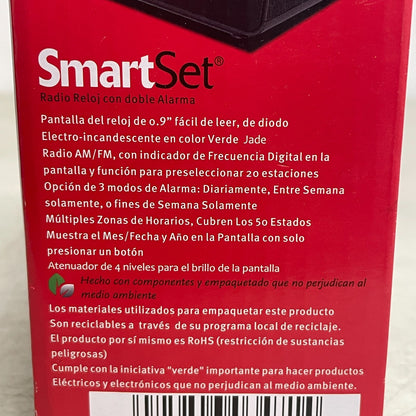 SmartSet®
Radio Reloj con doble Alarma
Pantalla del reloj de 0.9" fácil de leer, de diodo
Electro-incandescente en color Verde Jade
Radio AM/FM, con indicador de Frecuencia Digital en la
pantalla y función para preseleccionar 20 estaciones
Opción de 3 modos de Alarma: Diariamente, Entre Semana
solamente, o fines de Semana Solamente
Múltiples Zonas de Horarios, Cubren Los 50 Estados
Muestra el Mes/Fecha y Año en la Pantalla con solo
presionar un botón
Atenuador de 4 niveles para el brillo de la pantalla
Hecho con componentes y empaquetado que no perjudican al
medio ambiente
Los materiales utilizados para empaquetar este producto
Son reciclables a través de su programa local de reciclaje.
El producto por sí mismo es RoHS (restricción de sustancias
peligrosas)
Cumple con la iniciativa "verde" importante para hacer productos
Eléctricos y electrónicos que no perjudican al medio ambiente.